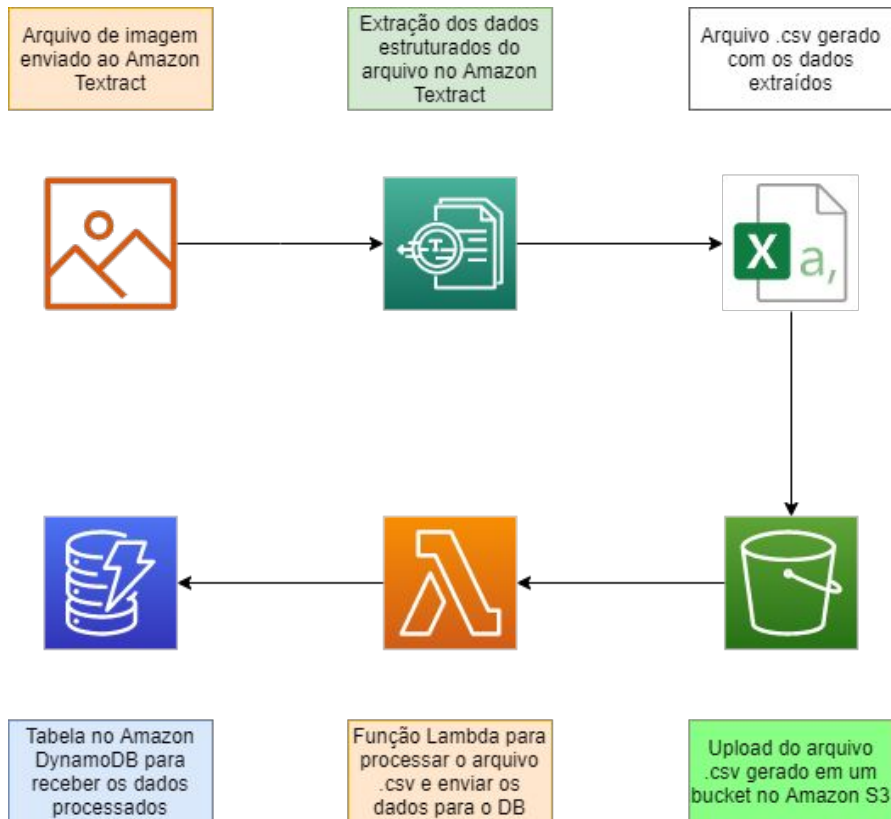 Arquivo de imagem
enviado ao Amazon
Textract
Extração dos dados
estruturados do
arquivo no Amazon
Textract
Arquivo .csv gerado
com os dados
extraídos
T
X
a,
Tabela no Amazon
DynamoDB para
receber os dados
processados
Função Lambda para
processar o arquivo
.csv e enviar os
dados para o DB
Upload do arquivo
.csv gerado em um
bucket no Amazon S3